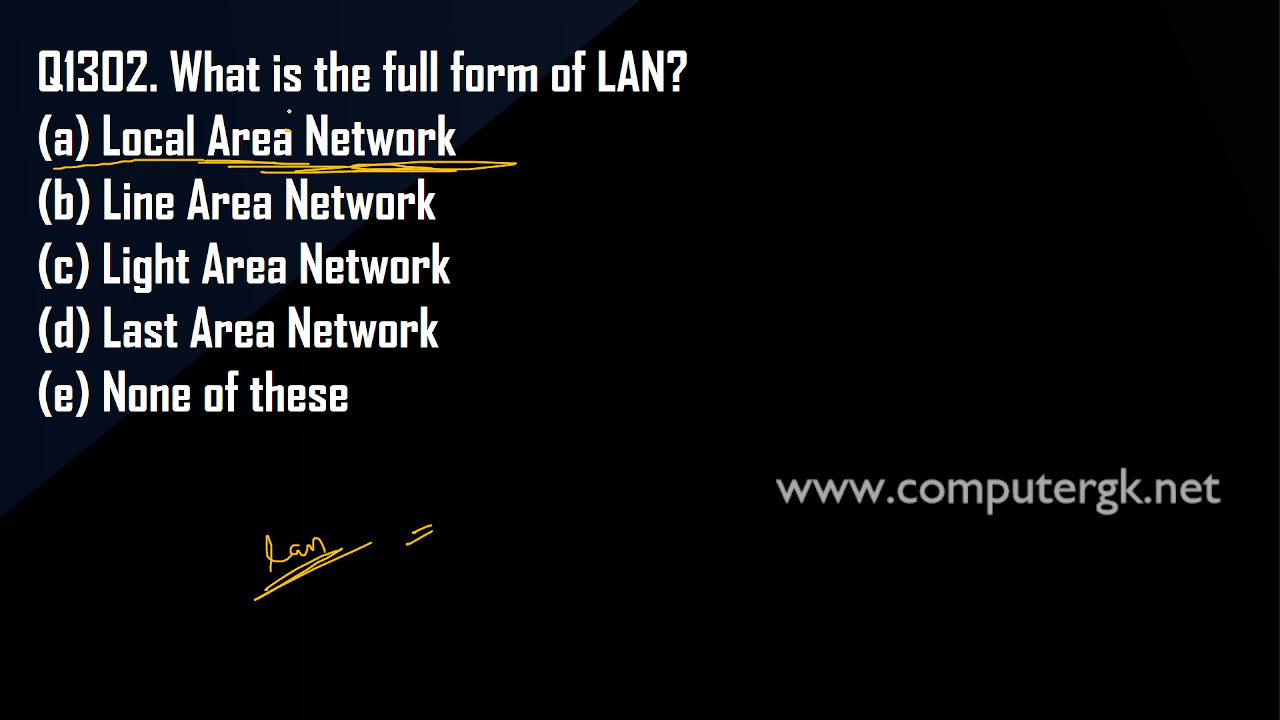 Q1302. What is the full form of LAN?
(a) Local Area Network
(b) Line Area Network
(c) Light Area Network
(d) Last Area Network
(e) None of these
www.computergk.net
Lan =